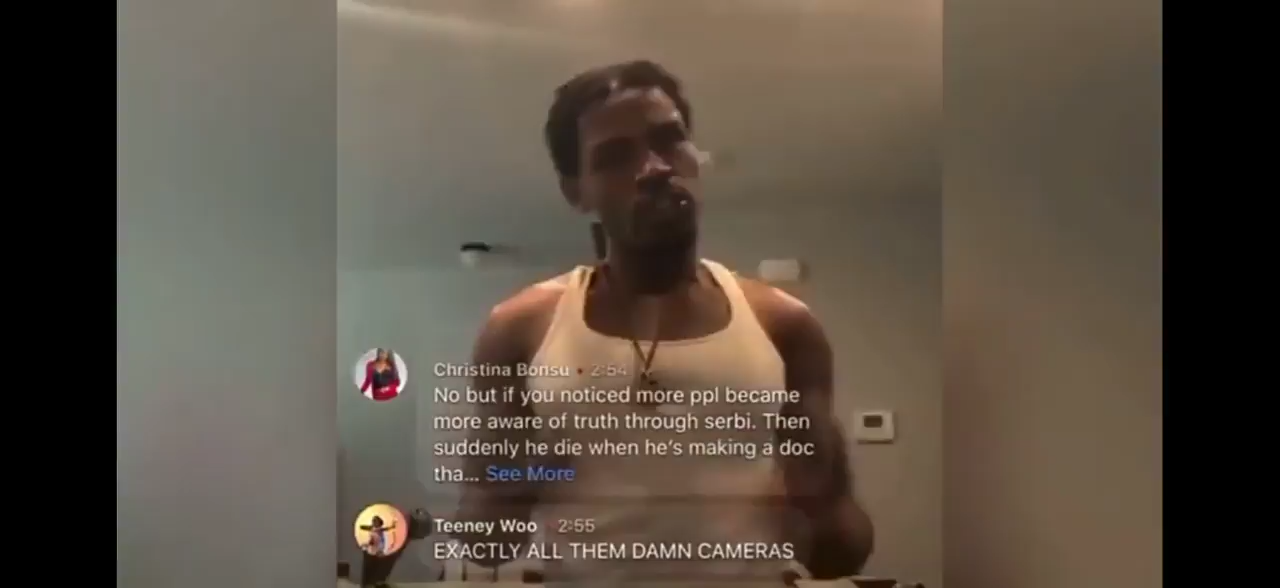 Christina Bonsu • 2:54
No but if you noticed more ppl became
more aware of truth through serbi. Then
suddenly he die when he's making a doc
tha... See More
Teeney Woo • 2:55
EXACTLY ALL THEM DAMN CAMERAS